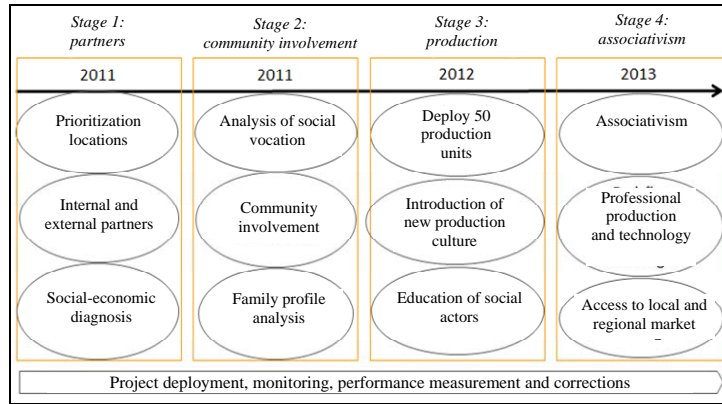 Stage 1:
partners
Stage 2:
community involvement
Stage 3:
production
Stage 4:
associativism
2011
2011
2012
2013
Prioritization
locations
Analysis of social
vocation
Deploy 50
production
units
Associativism
Internal and
external partners
Community
involvement
Introduction of
new production
culture
Professional
production
and technology
Social-economic
diagnosis
Family profile
analysis
Education of social
actors
Access to local and
regional market
Project deployment, monitoring, performance measurement and corrections